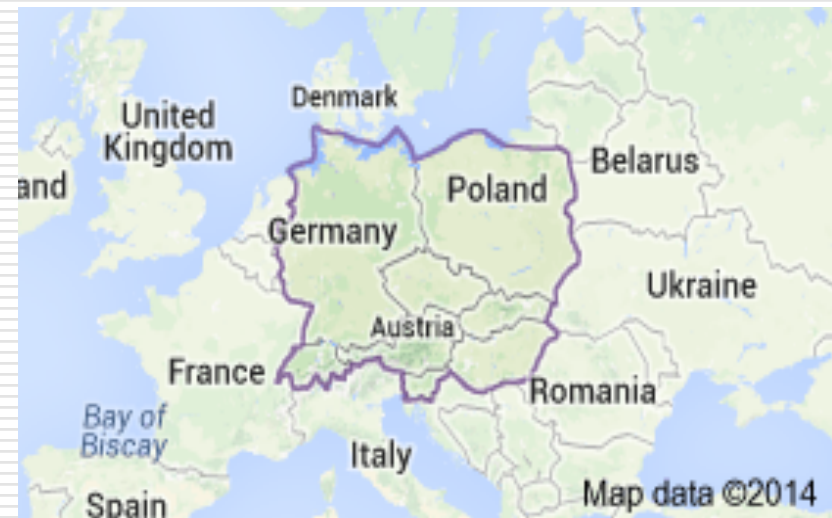 Denmark
United
Kingdom
and
Belarus
Poland
Germany
Ukraine
Austria
France
Romania
Bay of
Biscay
Italy
Spain
Map data ©2014